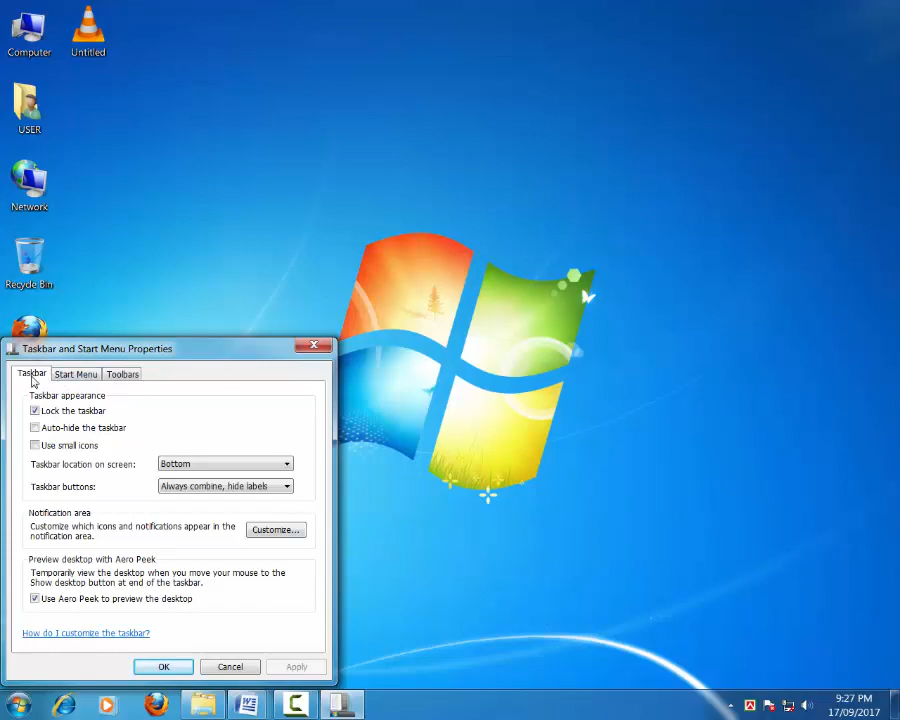 Computer
Untitled
USER
Network
Recycle Bin
Taskbar and Start Menu Properties
Taskbar
Start Menu
Toolbars
Taskbar appearance
Lock the taskbar
Auto-hide the taskbar
Use small icons
Taskbar location on screen:
Bottom
Taskbar buttons:
Always combine, hide labels
Notification area
Customize which icons and notifications appear in the
notification area.
Customize...
Preview desktop with Aero Peek
Temporarily view the desktop when you move your mouse to the
Show desktop button at end of the taskbar.
Use Aero Peek to preview the desktop
How do I customize the taskbar?
OK
Cancel
Apply
9:27 PM
17/09/2017